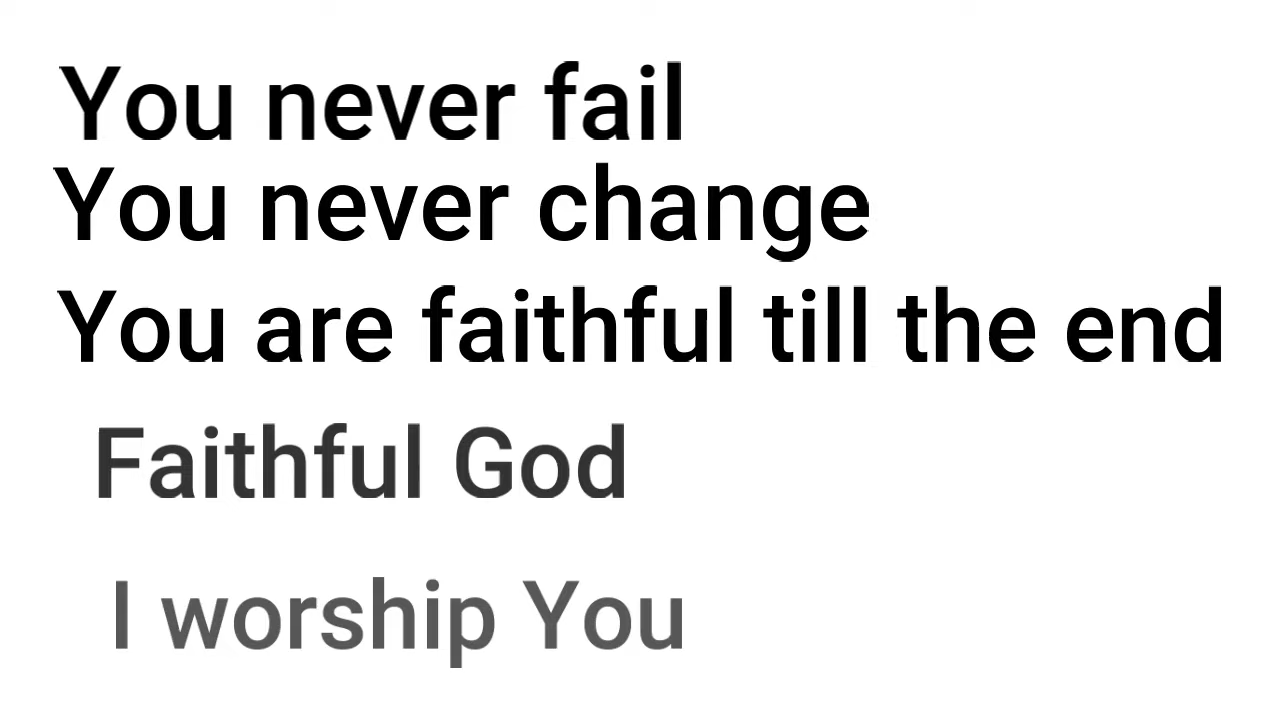 You never fail
You never change
You are faithful till the end
Faithful God
I worship You